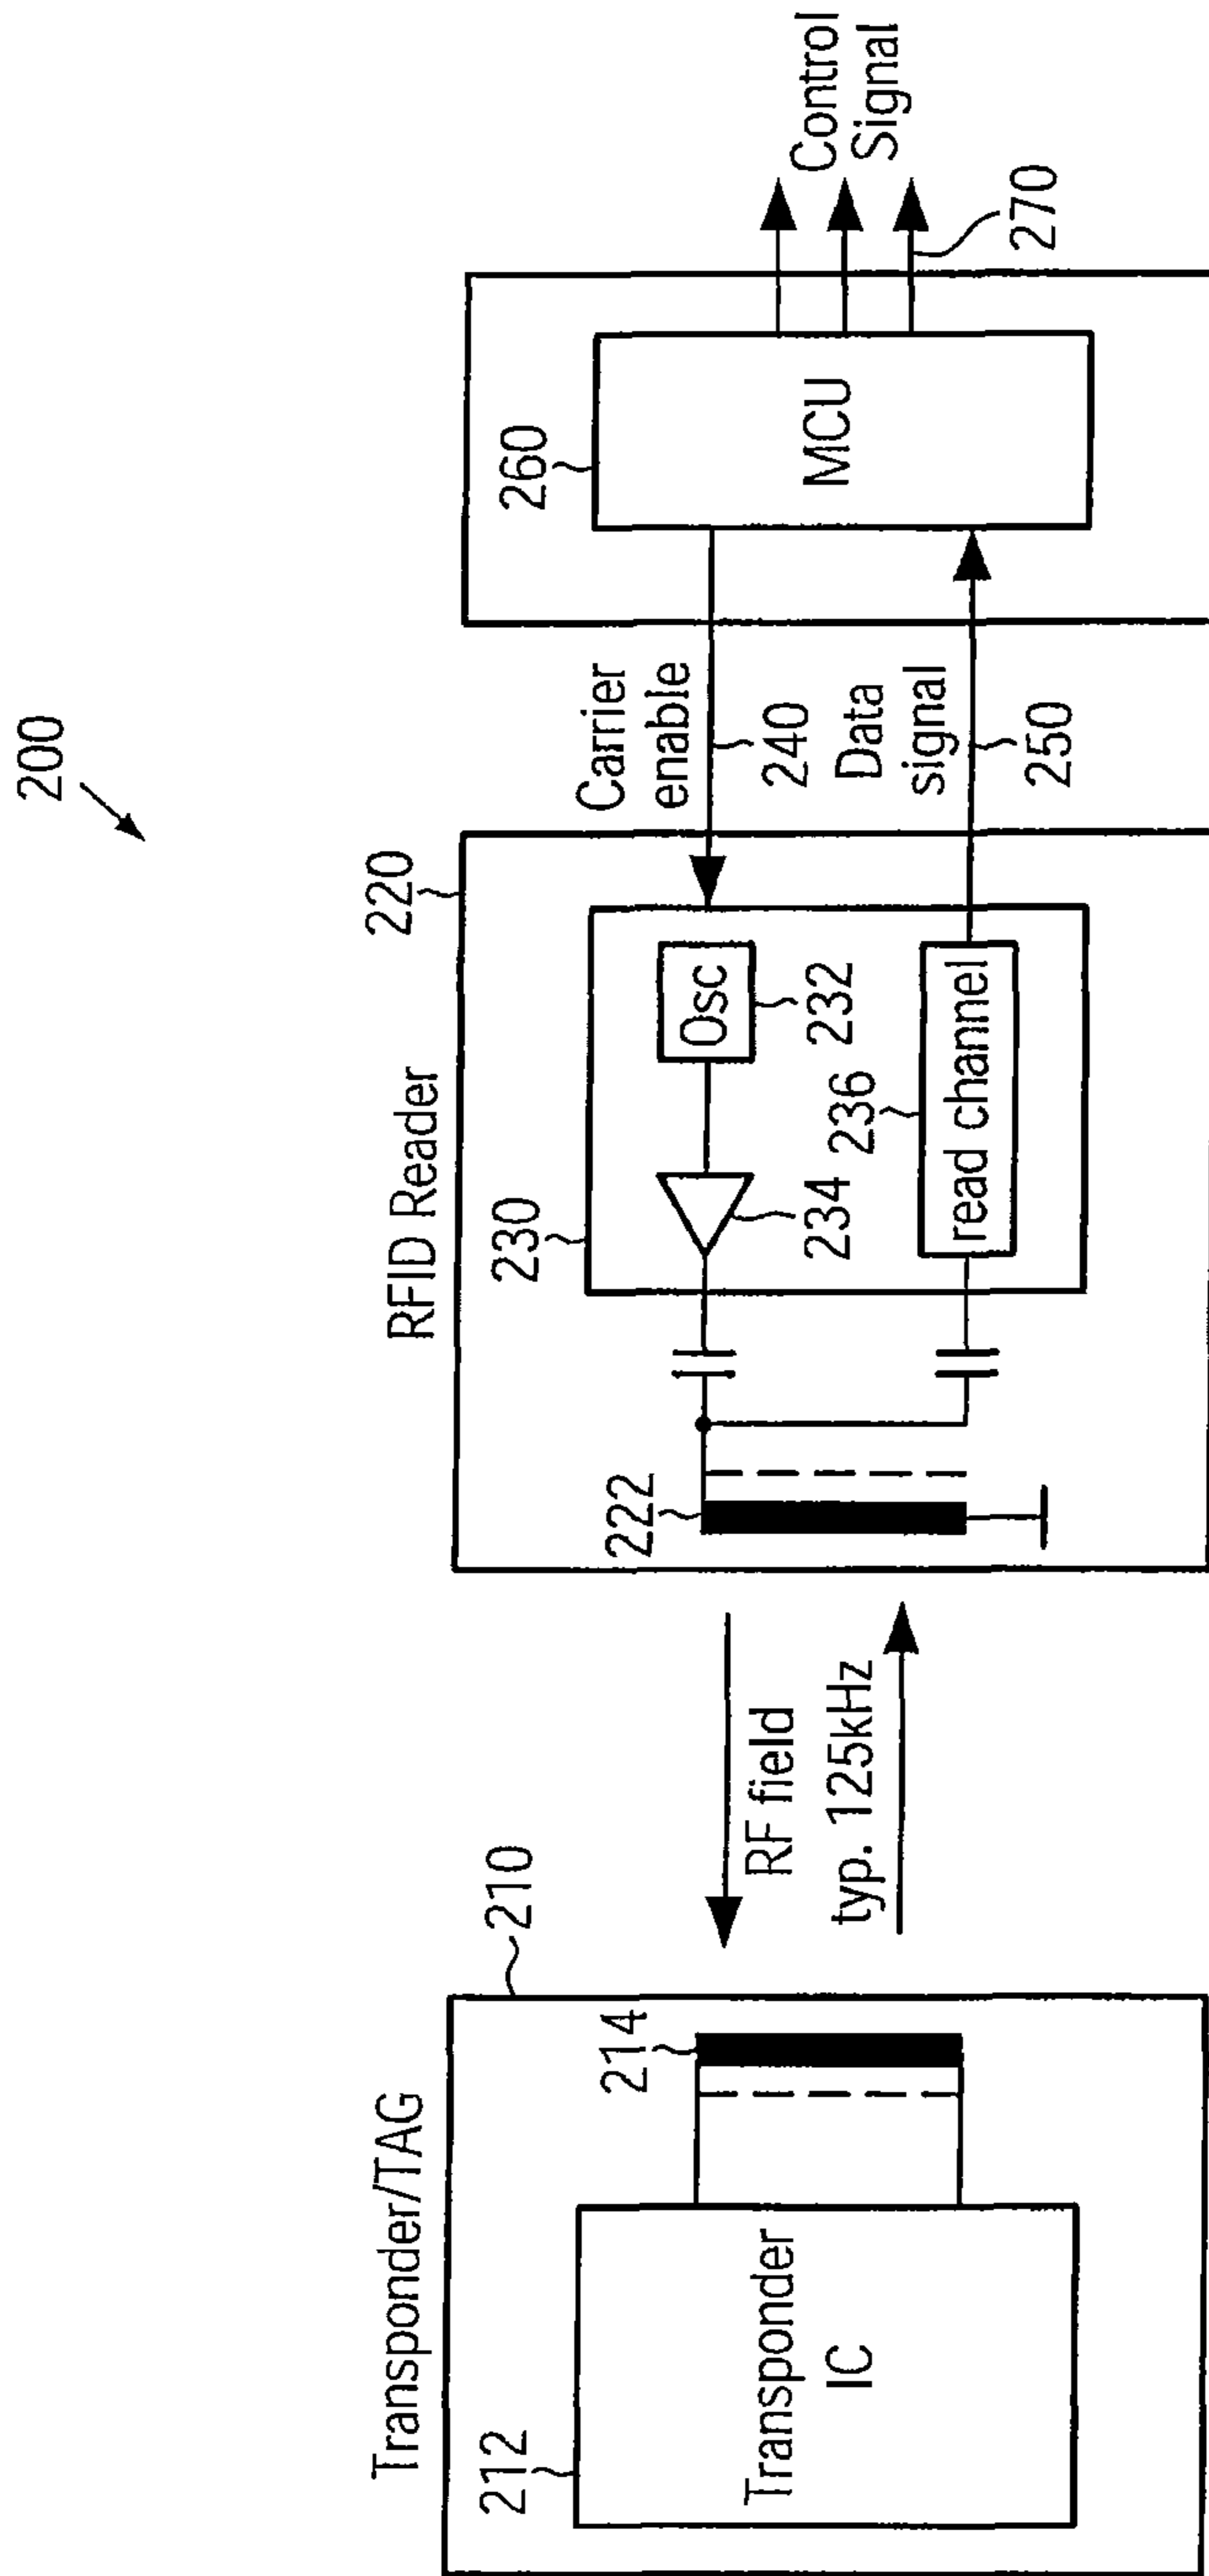 200
Transponder/TAG
210
212
Transponder
IC
214
RF field
typ. 125kHz
RFID Reader
220
222
230
234
Osc
232
236
read channel
Carrier
enable
240
Data
signal
250
260
MCU
Control
Signal
270